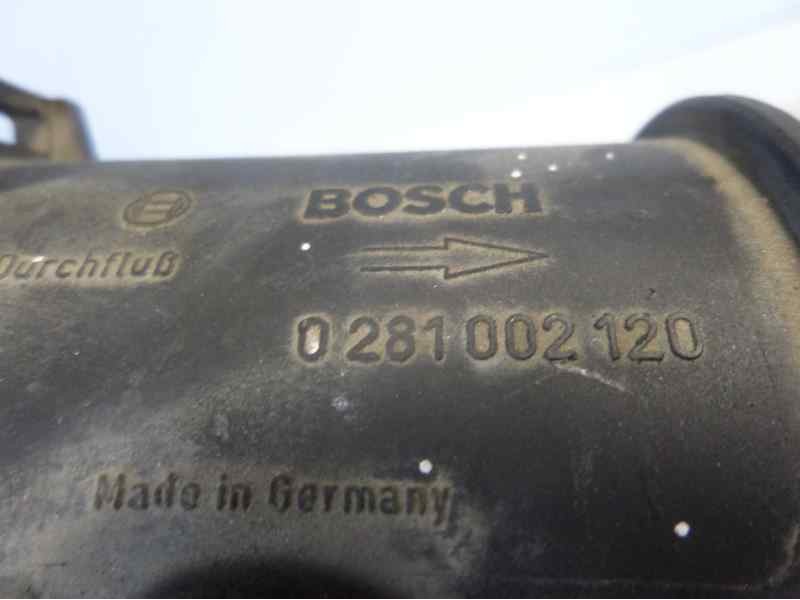 BOSCH
Durchfluß
0 281 002 120
Made in Germany